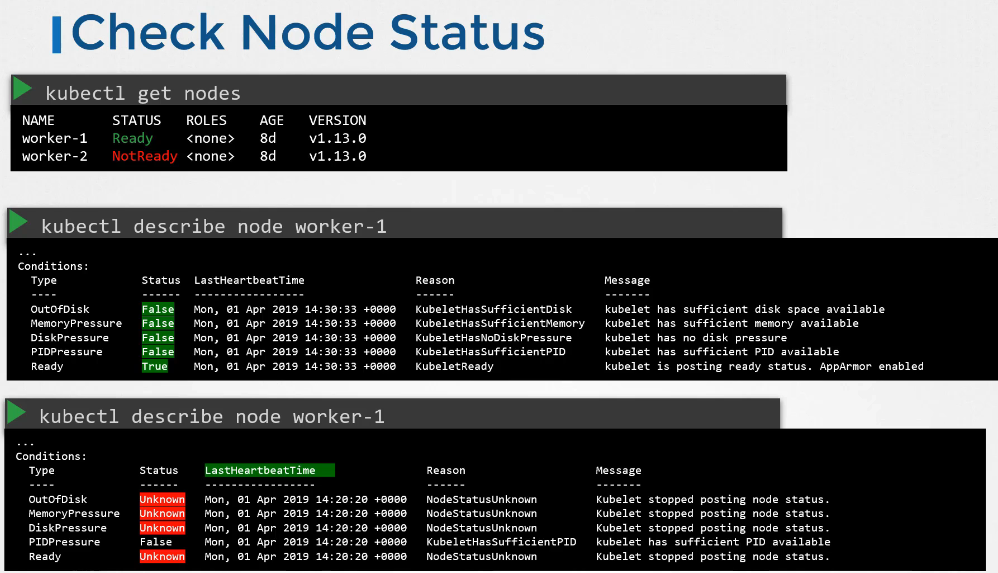 Check Node Status
kubectl get nodes
NAME STATUS ROLES AGE VERSION
worker-1 Ready <none> 8d v1.13.0
worker-2 NotReady <none> 8d v1.13.0
kubectl describe node worker-1
...
Conditions:
Type Status LastHeartbeatTime Reason Message
---- ------ ----------------- ------ -------
OutOfDisk False Mon, 01 Apr 2019 14:30:33 +0000 KubeletHasSufficientDisk kubelet has sufficient disk space available
MemoryPressure False Mon, 01 Apr 2019 14:30:33 +0000 KubeletHasSufficientMemory kubelet has sufficient memory available
DiskPressure False Mon, 01 Apr 2019 14:30:33 +0000 KubeletHasNoDiskPressure kubelet has no disk pressure
PIDPressure False Mon, 01 Apr 2019 14:30:33 +0000 KubeletHasSufficientPID kubelet has sufficient PID available
Ready True Mon, 01 Apr 2019 14:30:33 +0000 KubeletReady kubelet is posting ready status. AppArmor enabled
kubectl describe node worker-1
...
Conditions:
Type Status LastHeartbeatTime Reason Message
---- ------ ----------------- ------ -------
OutOfDisk Unknown Mon, 01 Apr 2019 14:20:20 +0000 NodeStatusUnknown Kubelet stopped posting node status.
MemoryPressure Unknown Mon, 01 Apr 2019 14:20:20 +0000 NodeStatusUnknown Kubelet stopped posting node status.
DiskPressure Unknown Mon, 01 Apr 2019 14:20:20 +0000 NodeStatusUnknown Kubelet stopped posting node status.
PIDPressure False Mon, 01 Apr 2019 14:20:20 +0000 KubeletHasSufficientPID kubelet has sufficient PID available
Ready Unknown Mon, 01 Apr 2019 14:20:20 +0000 NodeStatusUnknown Kubelet stopped posting node status.